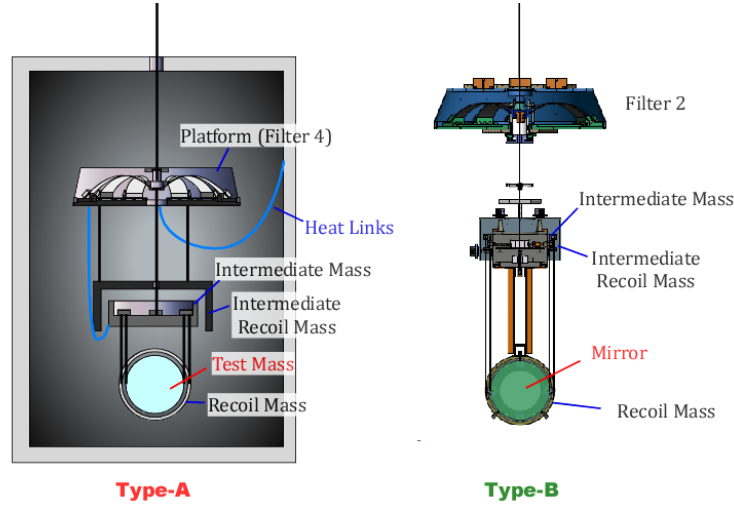 Platform (Filter 4)
Heat Links
Intermediate Mass
Intermediate
Recoil Mass
Test Mass
Recoil Mass
Type-A
Filter 2
Intermediate Mass
Intermediate
Recoil Mass
Mirror
Recoil Mass
Type-B